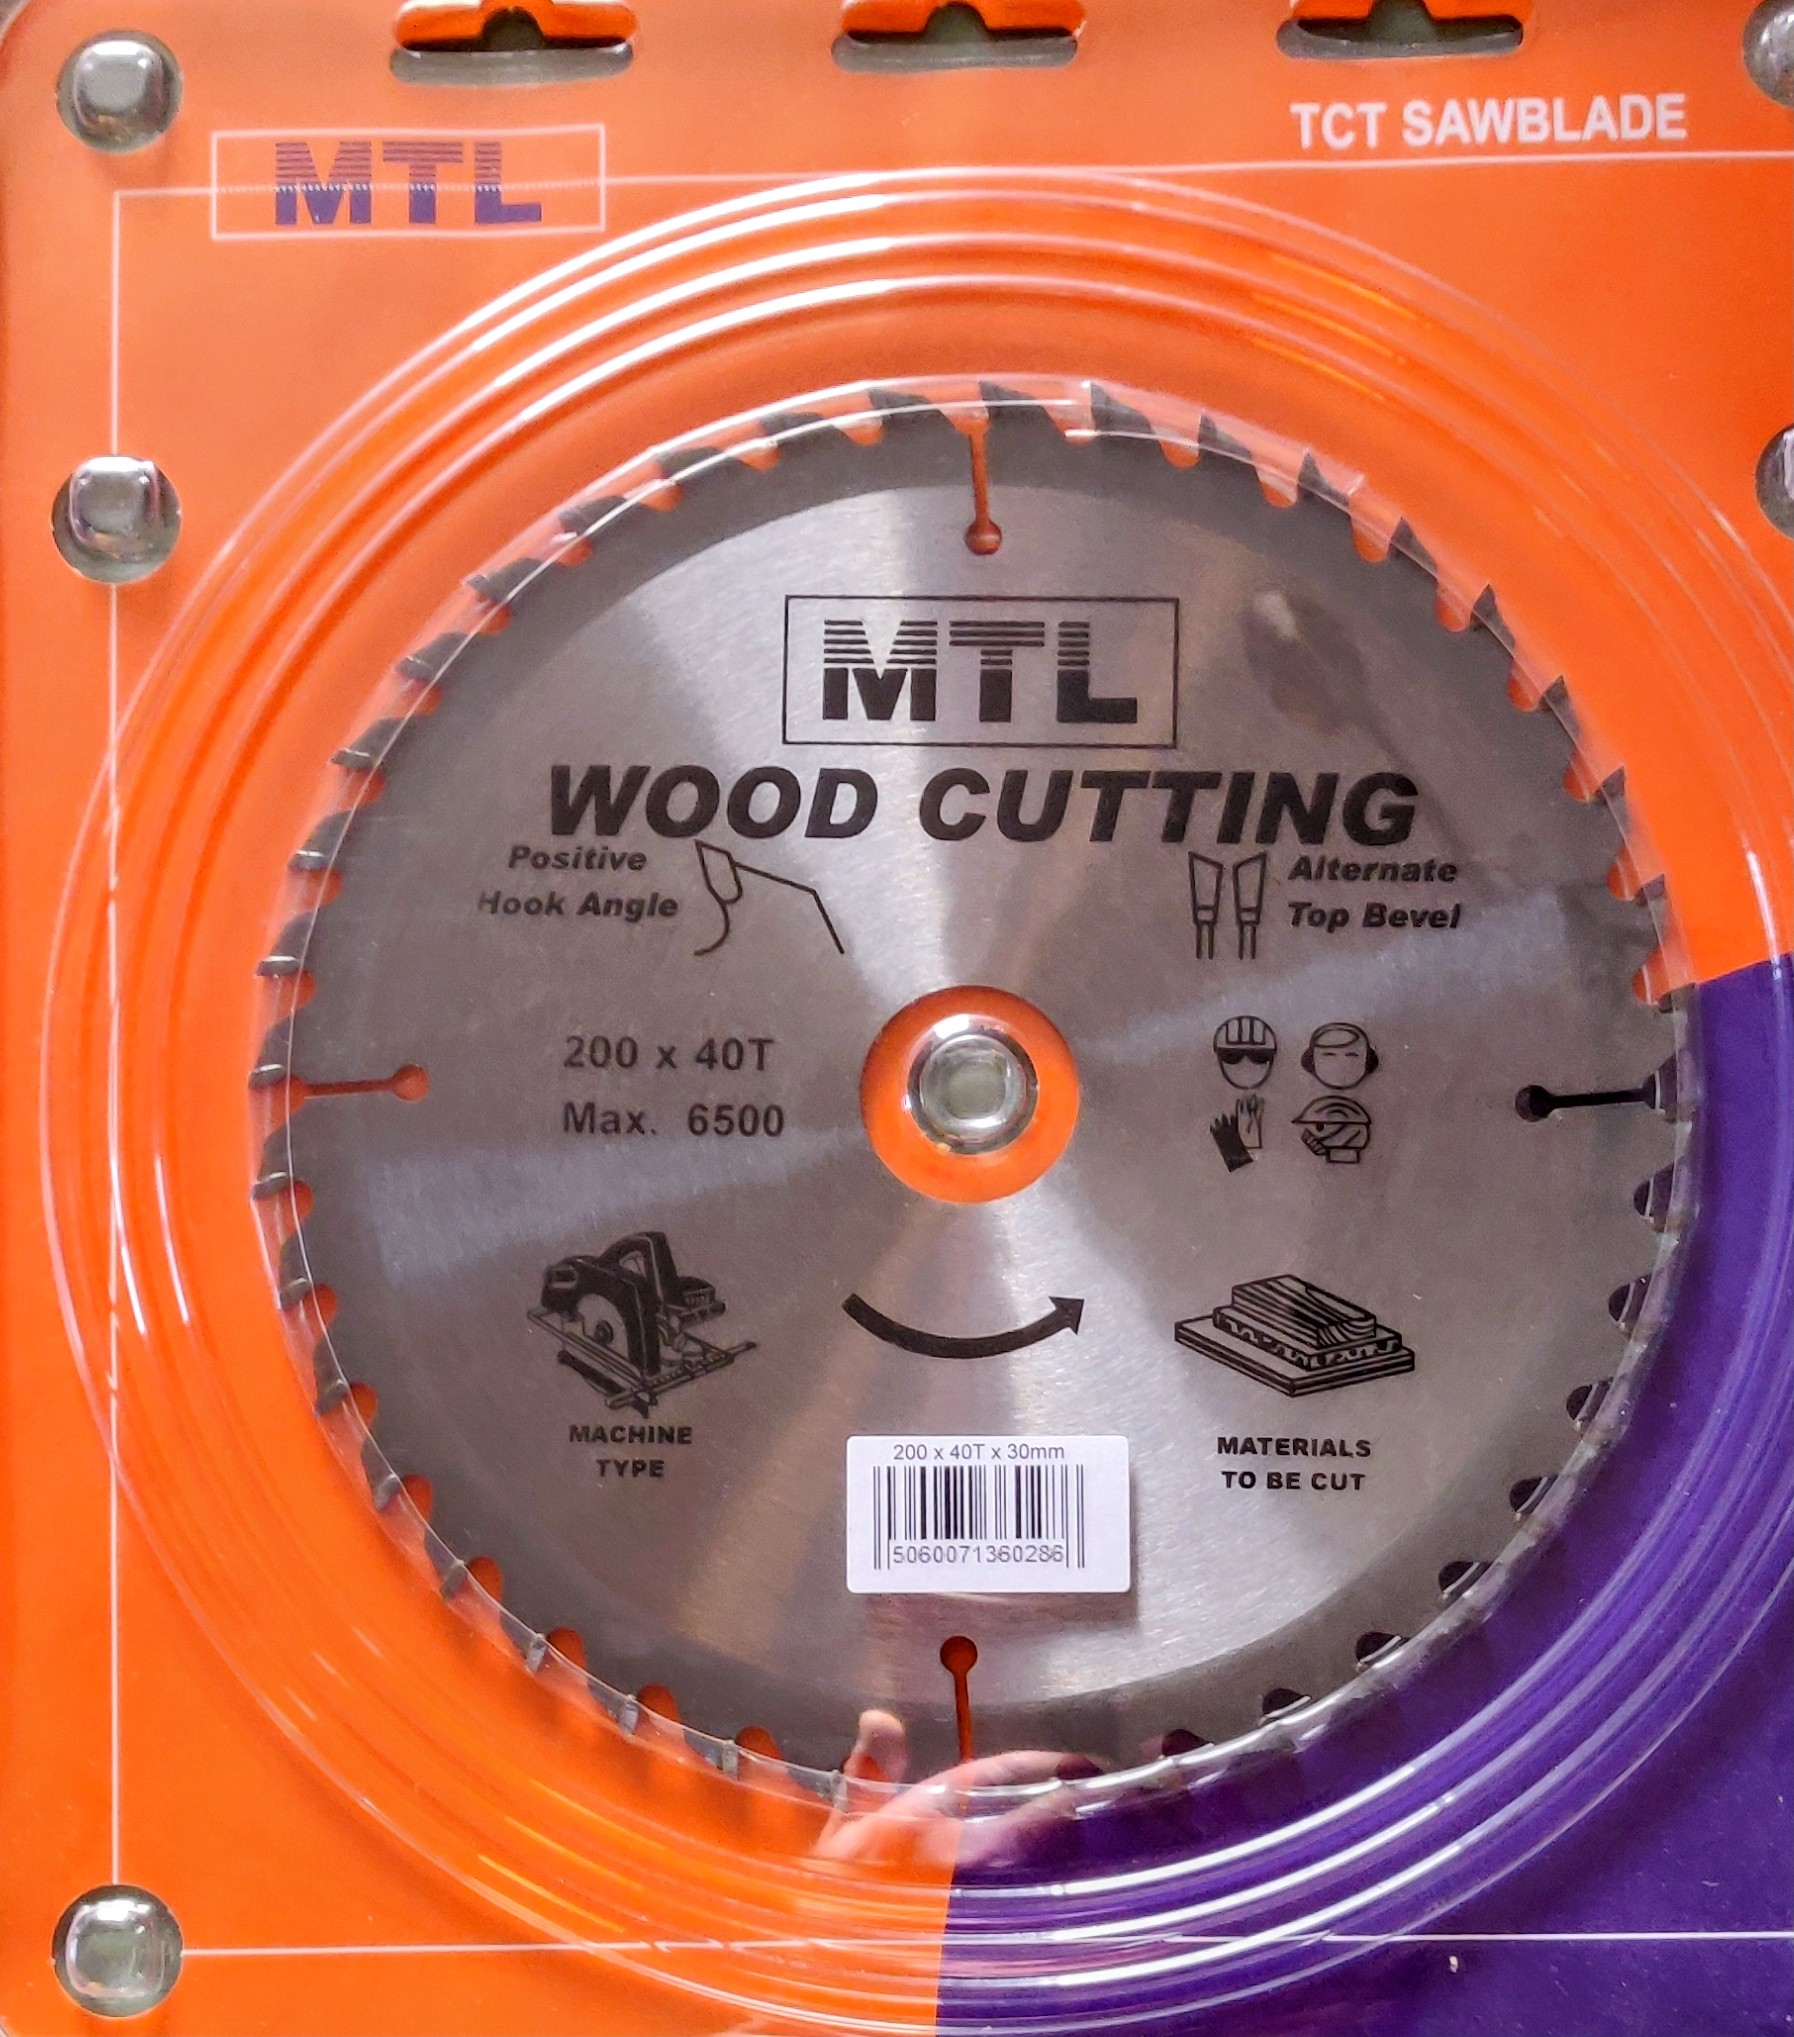 TCT SAWBLADE
MTL
MTL
WOOD CUTTING
Positive
Hook Angle
Alternate
Top Bevel
200 x 40T
Max. 6500
MACHINE
TYPE
MATERIALS
TO BE CUT
200 x 40T x 30mm
5060071360286